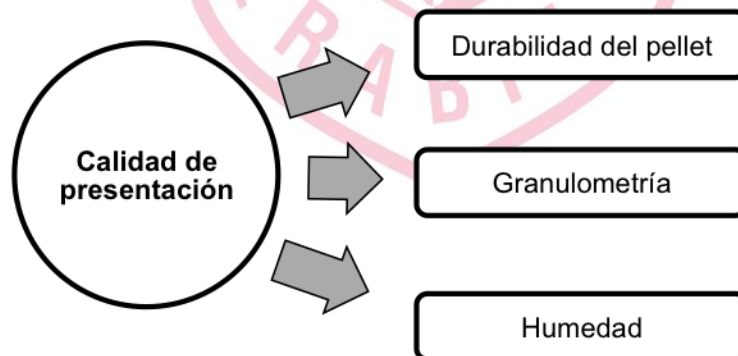 Durabilidad del pellet
Calidad de
presentación
Granulometría
Humedad